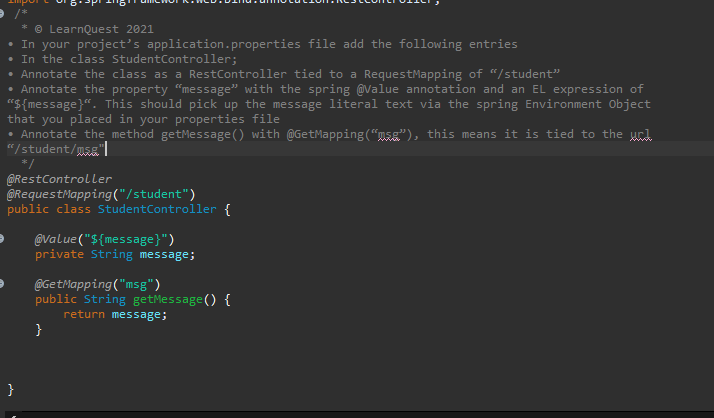 import org.springframework.web.bind.annotation.RestController;
/*
* © LearnQuest 2021
• In your project’s application.properties file add the following entries
• In the class StudentController;
• Annotate the class as a RestController tied to a RequestMapping of “/student”
• Annotate the property “message” with the spring @Value annotation and an EL expression of
“${message}“. This should pick up the message literal text via the spring Environment Object
that you placed in your properties file
• Annotate the method getMessage() with @GetMapping(“msg”), this means it is tied to the url
“/student/msg"
*/
@RestController
@RequestMapping("/student")
public class StudentController {
@Value("${message}")
private String message;
@GetMapping("msg")
public String getMessage() {
return message;
}
}